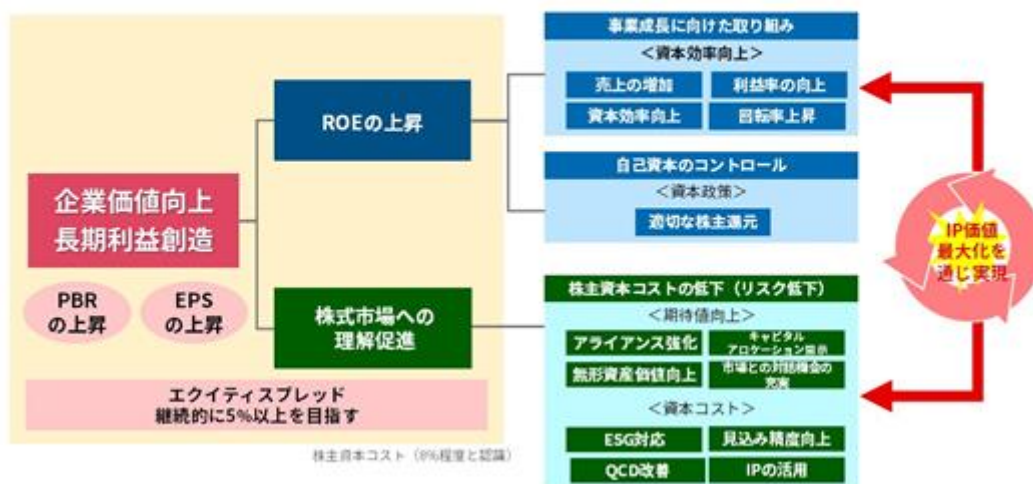 企業価値向上
長期利益創造
PBR
の上昇
EPS
の上昇
エクイティスプレッド
継続的に5%以上を目指す
株主資本コスト（8%程度と認識）
ROEの上昇
株式市場への
理解促進
事業成長に向けた取り組み
＜資本効率向上＞
売上の増加
利益率の向上
資本効率向上
回転率上昇
自己資本のコントロール
＜資本政策＞
適切な株主還元
株主資本コストの低下（リスク低下）
＜期待値向上＞
アライアンス強化
キャピタル
アロケーション開示
無形資産価値向上
市場との対話機会の
充実
＜資本コスト＞
ESG対応
見込み精度向上
QCD改善
IPの活用
IP価値
最大化を
通じ実現